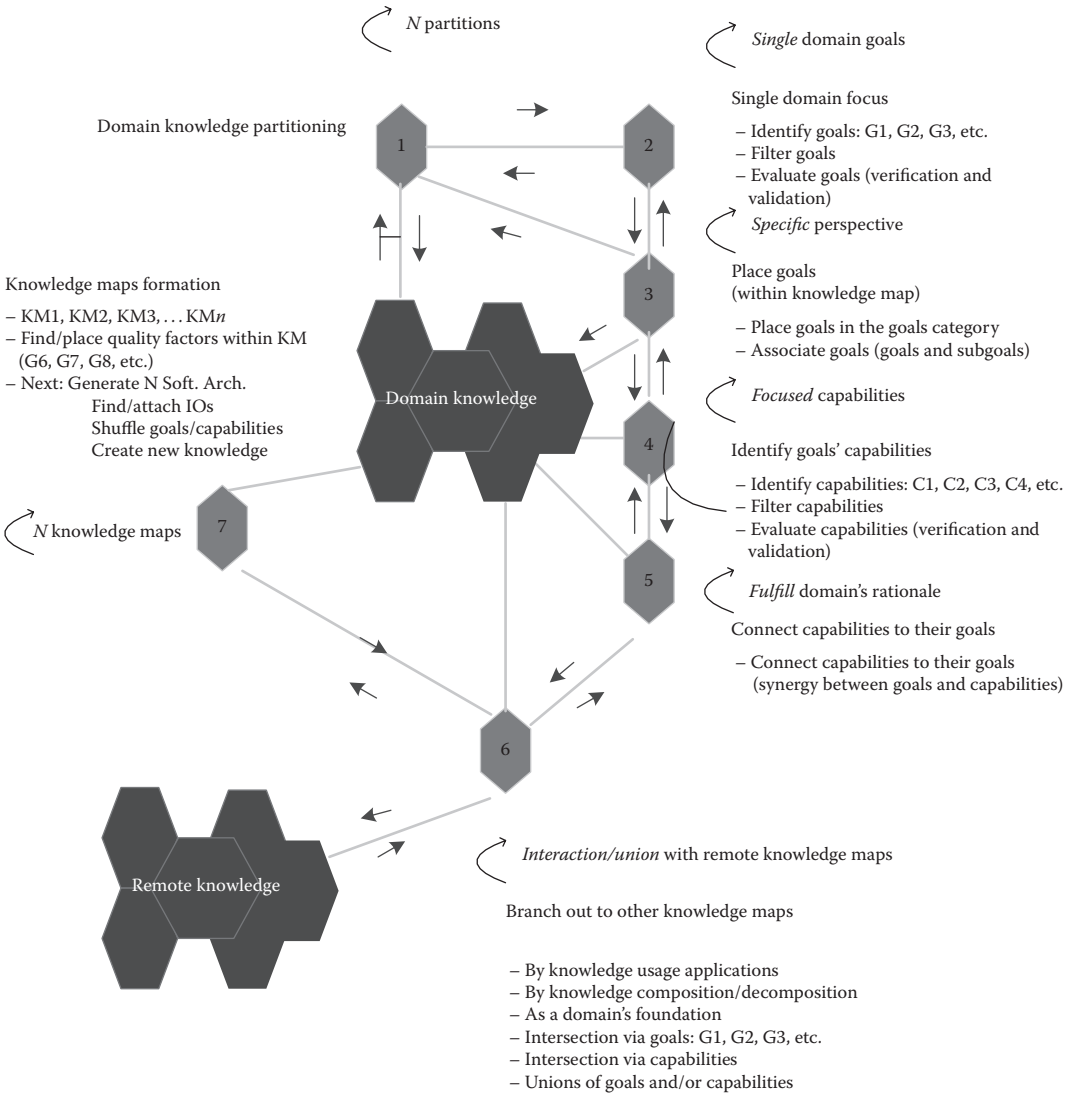 N partitions
Single domain goals
Domain knowledge partitioning
1
2
Single domain focus
– Identify goals: G1, G2, G3, etc.
– Filter goals
– Evaluate goals (verification and
validation)
Specific perspective
3
Place goals
(within knowledge map)
– Place goals in the goals category
– Associate goals (goals and subgoals)
Knowledge maps formation
– KM1, KM2, KM3, . . . KMn
– Find/place quality factors within KM
(G6, G7, G8, etc.)
– Next: Generate N Soft. Arch.
Find/attach IOs
Shuffle goals/capabilities
Create new knowledge
Domain knowledge
Focused capabilities
4
Identify goals’ capabilities
– Identify capabilities: C1, C2, C3, C4, etc.
– Filter capabilities
– Evaluate capabilities (verification and
validation)
N knowledge maps
7
5
Fulfill domain’s rationale
Connect capabilities to their goals
– Connect capabilities to their goals
(synergy between goals and capabilities)
6
Remote knowledge
Interaction/union with remote knowledge maps
Branch out to other knowledge maps
– By knowledge usage applications
– By knowledge composition/decomposition
– As a domain’s foundation
– Intersection via goals: G1, G2, G3, etc.
– Intersection via capabilities
– Unions of goals and/or capabilities